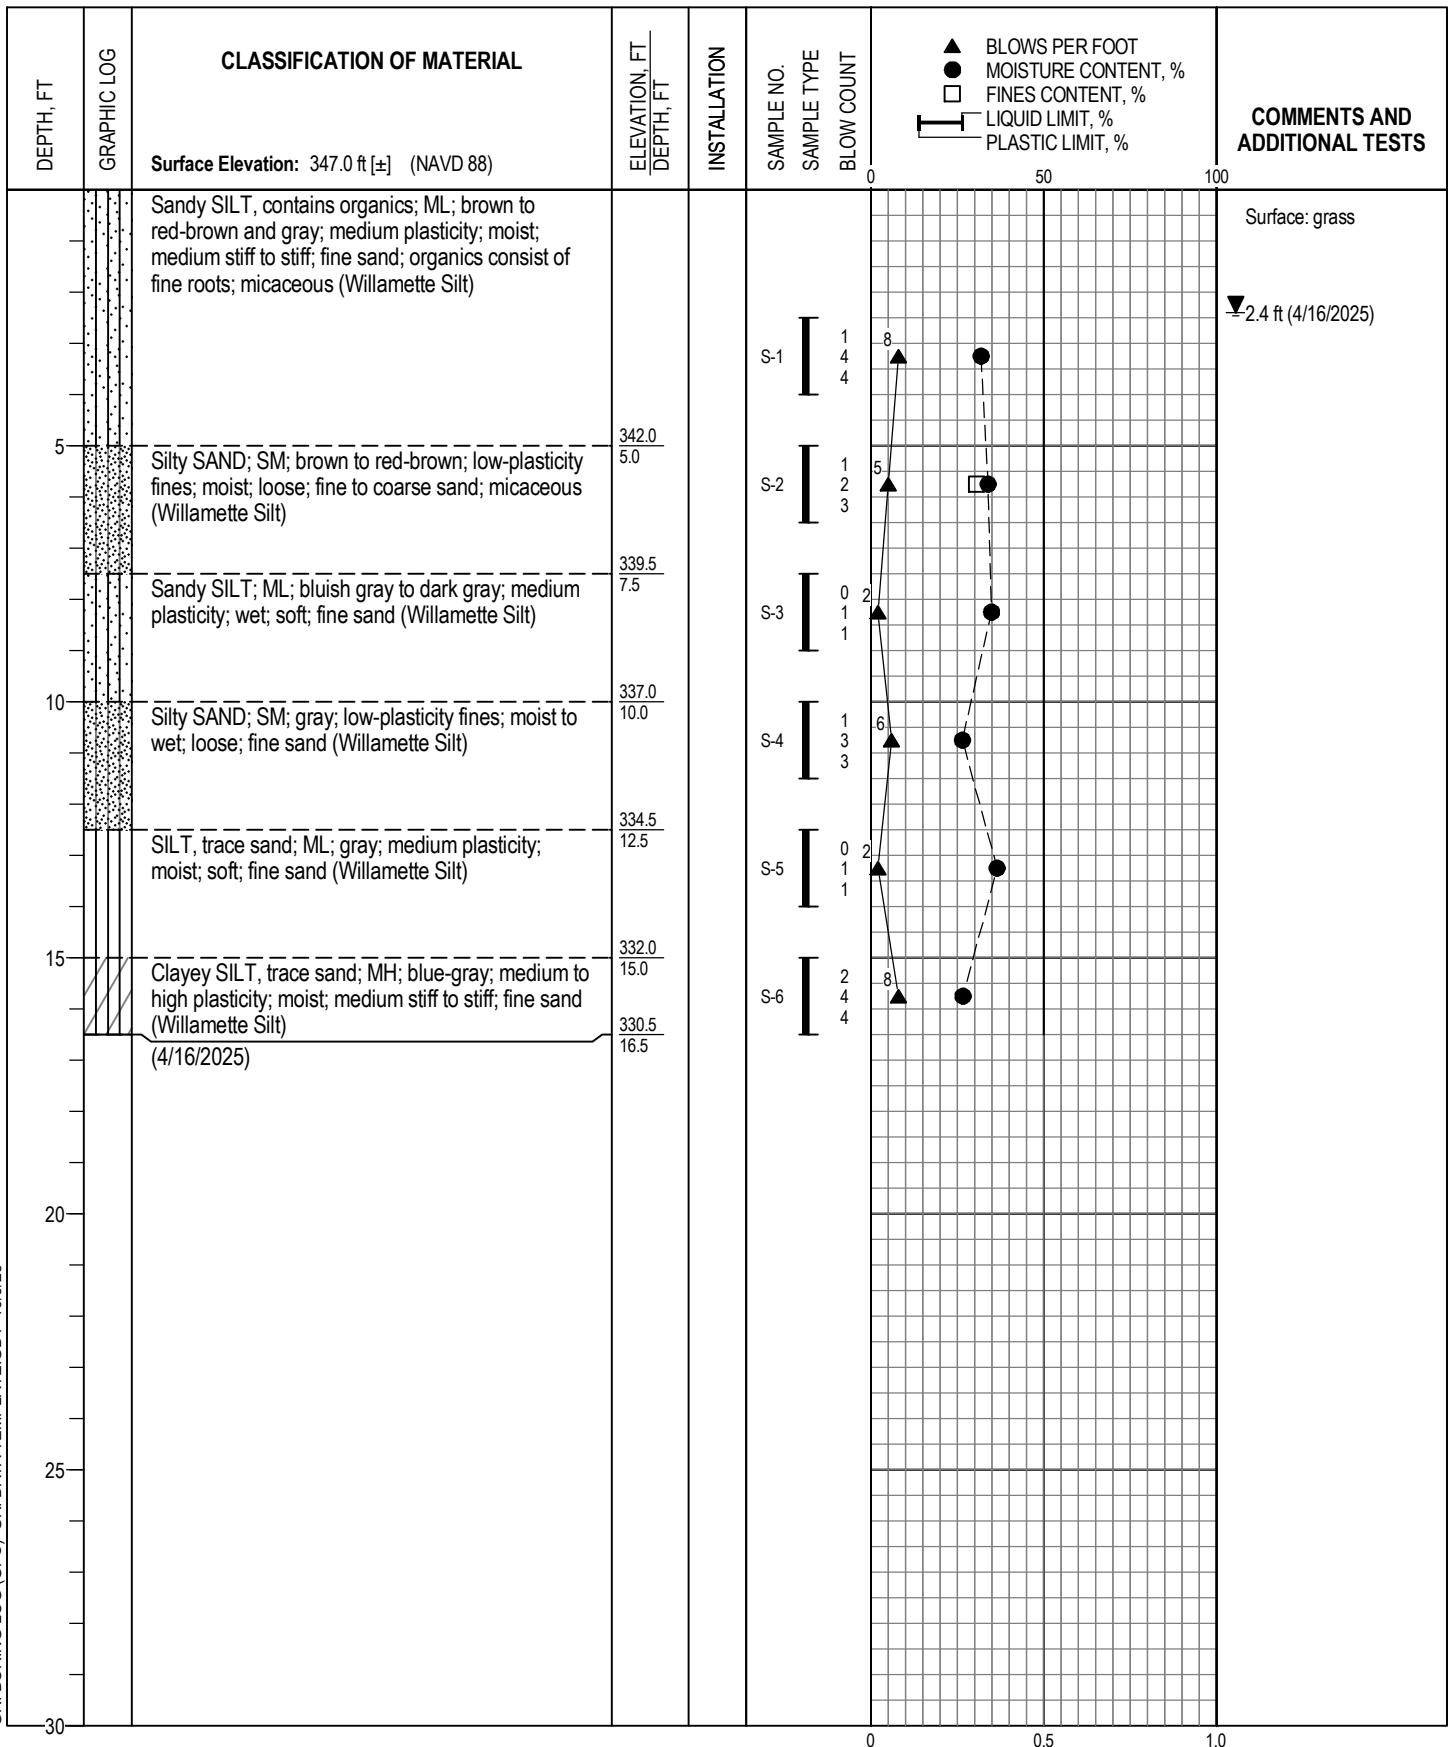 DEPTH, FT
GRAPHIC LOG
CLASSIFICATION OF MATERIAL
Surface Elevation: 347.0 ft [±] (NAVD 88)
ELEVATION, FT
DEPTH, FT
INSTALLATION
SAMPLE NO.
SAMPLE TYPE
BLOW COUNT
BLOWS PER FOOT
MOISTURE CONTENT, %
FINES CONTENT, %
LIQUID LIMIT, %
PLASTIC LIMIT, %
0 50 100
COMMENTS AND
ADDITIONAL TESTS
Sandy SILT, contains organics; ML; brown to
red-brown and gray; medium plasticity; moist;
medium stiff to stiff; fine sand; organics consist of
fine roots; micaceous (Willamette Silt)
Surface: grass
2.4 ft (4/16/2025)
S-1
1
4
4
8
5
342.0
5.0
Silty SAND; SM; brown to red-brown; low-plasticity
fines; moist; loose; fine to coarse sand; micaceous
(Willamette Silt)
S-2
1
2
3
5
339.5
7.5
Sandy SILT; ML; bluish gray to dark gray; medium
plasticity; wet; soft; fine sand (Willamette Silt)
S-3
0
1
1
2
10
337.0
10.0
Silty SAND; SM; gray; low-plasticity fines; moist to
wet; loose; fine sand (Willamette Silt)
S-4
1
3
3
6
334.5
12.5
SILT, trace sand; ML; gray; medium plasticity;
moist; soft; fine sand (Willamette Silt)
S-5
0
1
1
2
15
332.0
15.0
Clayey SILT, trace sand; MH; blue-gray; medium to
high plasticity; moist; medium stiff to stiff; fine sand
(Willamette Silt)
S-6
2
4
4
8
330.5
16.5
(4/16/2025)
20
25
30
0 0.5 1.0